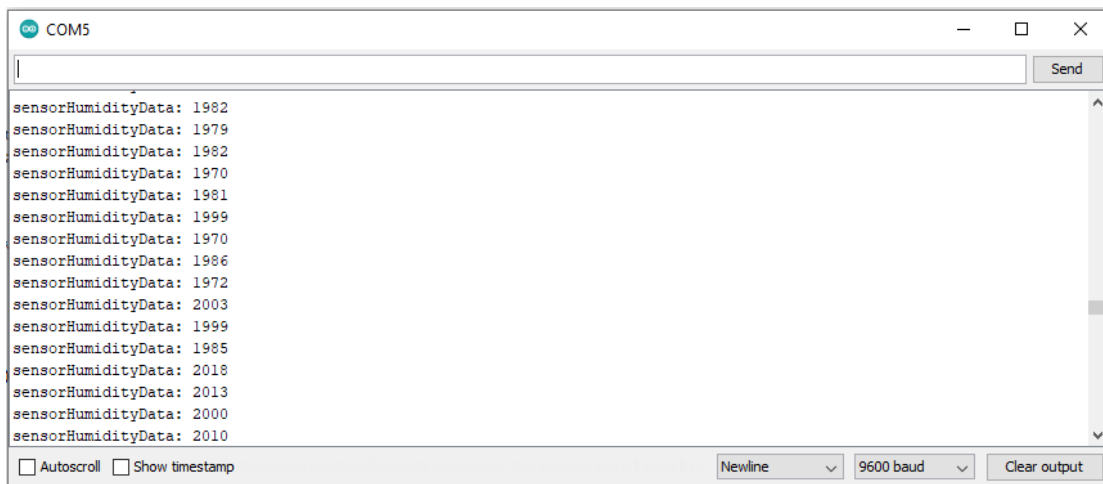 COM5
Send
sensorHumidityData: 1982
sensorHumidityData: 1979
sensorHumidityData: 1982
sensorHumidityData: 1970
sensorHumidityData: 1981
sensorHumidityData: 1999
sensorHumidityData: 1970
sensorHumidityData: 1986
sensorHumidityData: 1972
sensorHumidityData: 2003
sensorHumidityData: 1999
sensorHumidityData: 1985
sensorHumidityData: 2018
sensorHumidityData: 2013
sensorHumidityData: 2000
sensorHumidityData: 2010
Autoscroll Show timestamp Newline 9600 baud Clear output